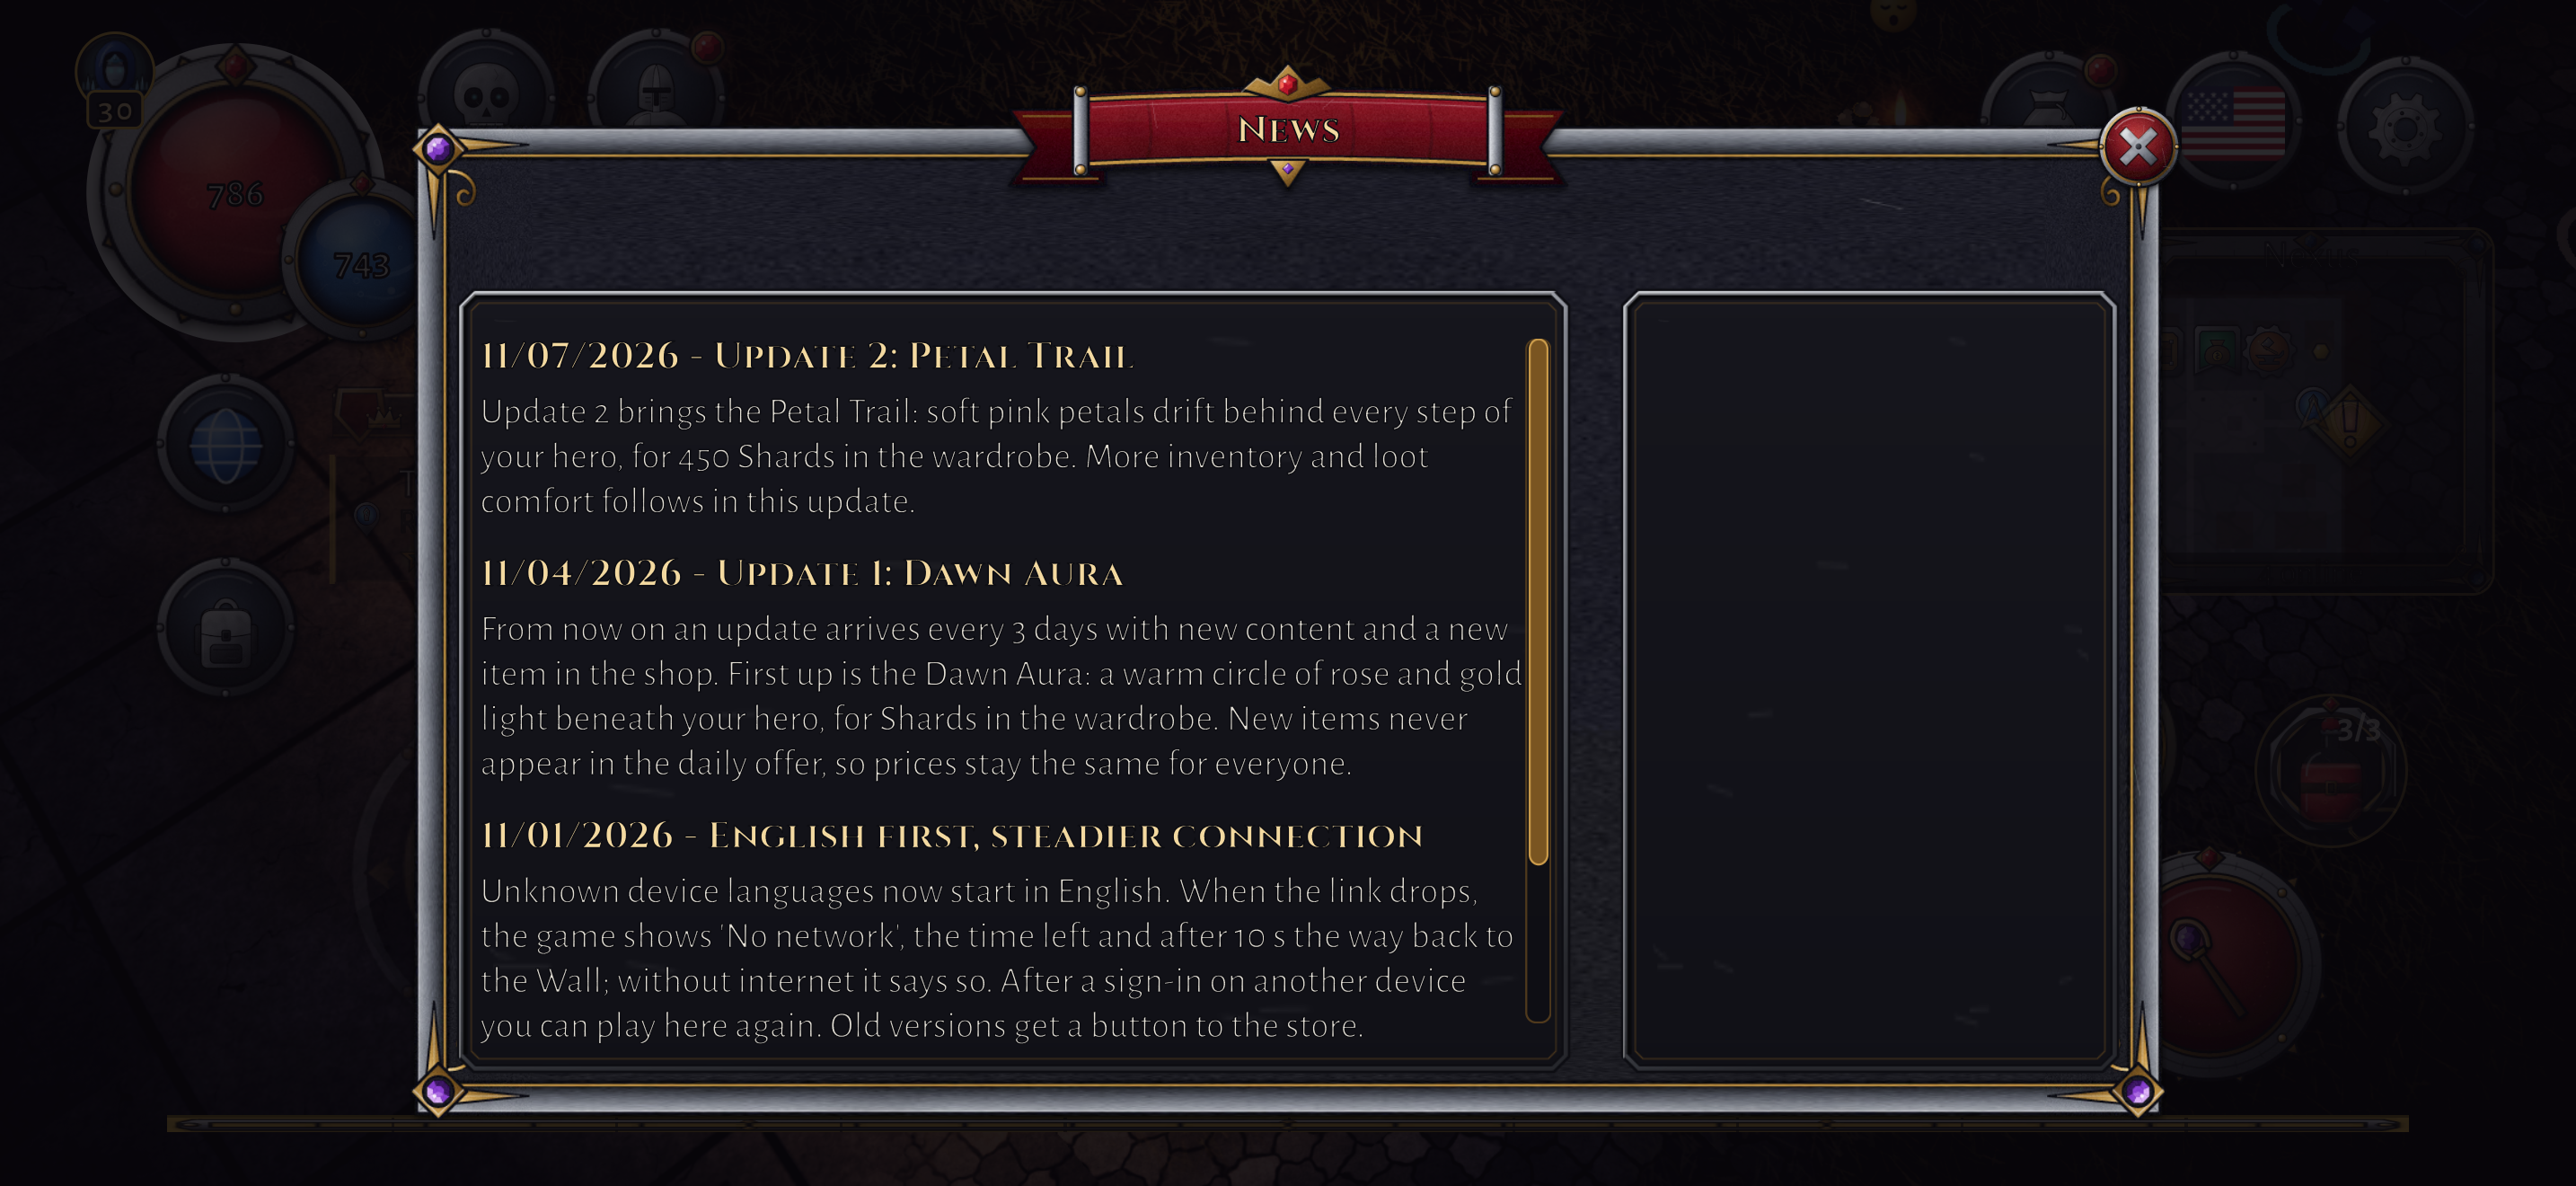 30
786
743
News
11/07/2026 - Update 2: Petal Trail
Update 2 brings the Petal Trail: soft pink petals drift behind every step of
your hero, for 450 Shards in the wardrobe. More inventory and loot
comfort follows in this update.
11/04/2026 - Update 1: Dawn Aura
From now on an update arrives every 3 days with new content and a new
item in the shop. First up is the Dawn Aura: a warm circle of rose and gold
light beneath your hero, for Shards in the wardrobe. New items never
appear in the daily offer, so prices stay the same for everyone.
11/01/2026 - English first, steadier connection
Unknown device languages now start in English. When the link drops,
the game shows 'No network', the time left and after 10 s the way back to
the Wall; without internet it says so. After a sign-in on another device
you can play here again. Old versions get a button to the store.
3/3